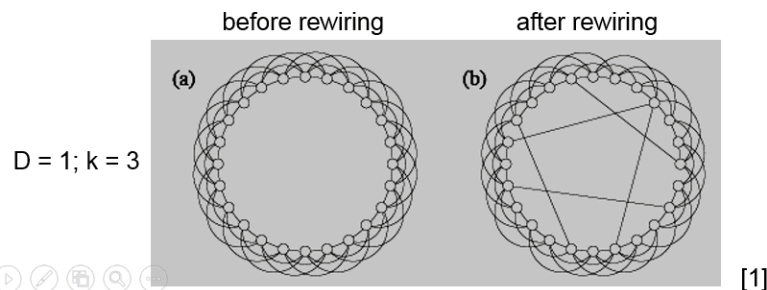 before rewiring
after rewiring
(a)
(b)
D = 1; k = 3
[1]